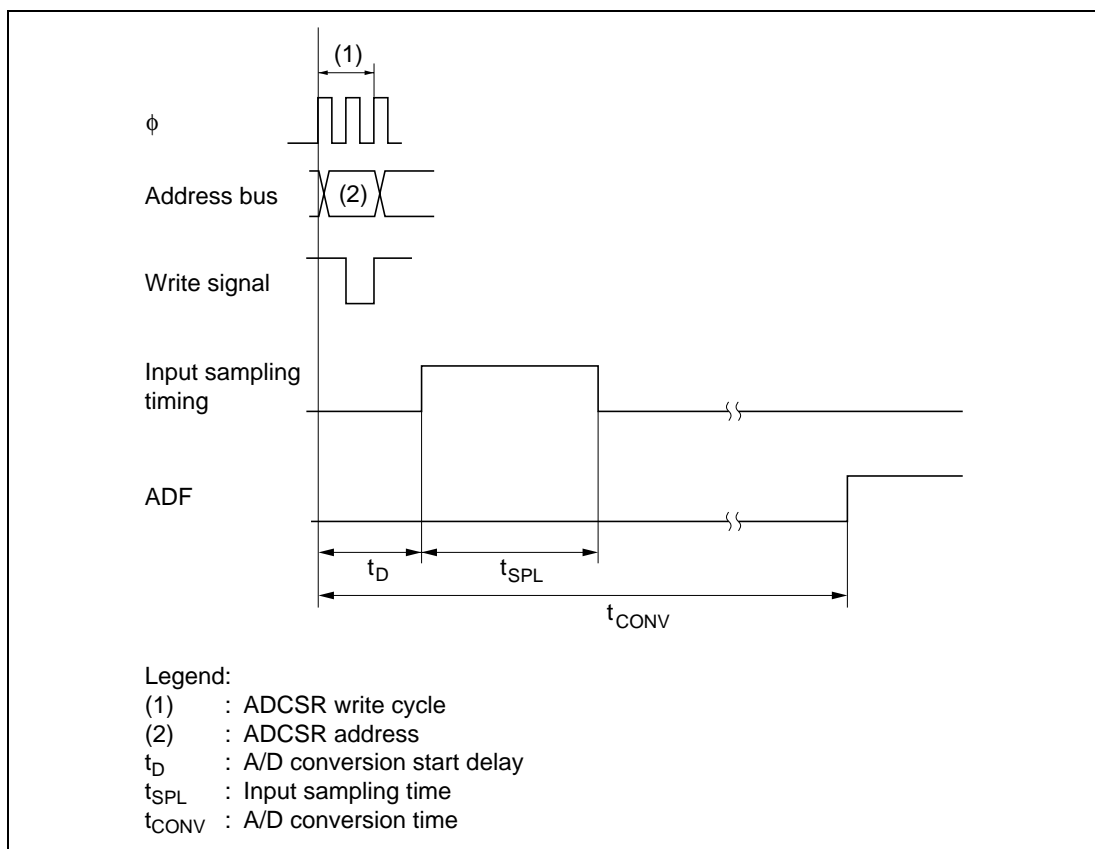 (1)
ϕ
Address bus
(2)
Write signal
Input sampling
timing
ADF
tD
tSPL
tCONV
Legend:
(1) : ADCSR write cycle
(2) : ADCSR address
tD : A/D conversion start delay
tSPL : Input sampling time
tCONV : A/D conversion time